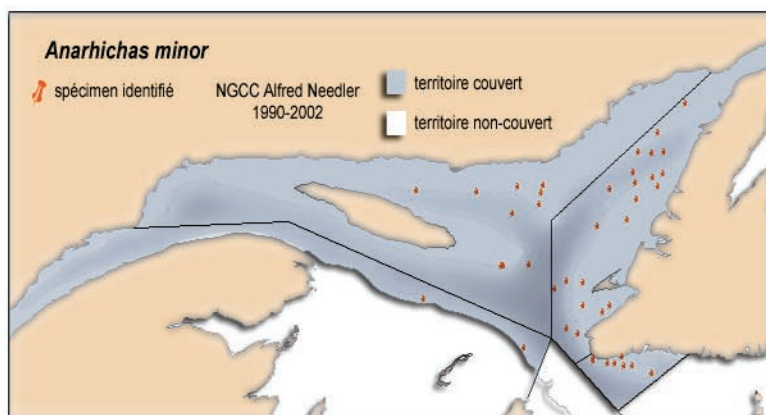 Anarhichas minor
spécimen identifié
NGCC Alfred Needler
1990-2002
territoire couvert
territoire non-couvert